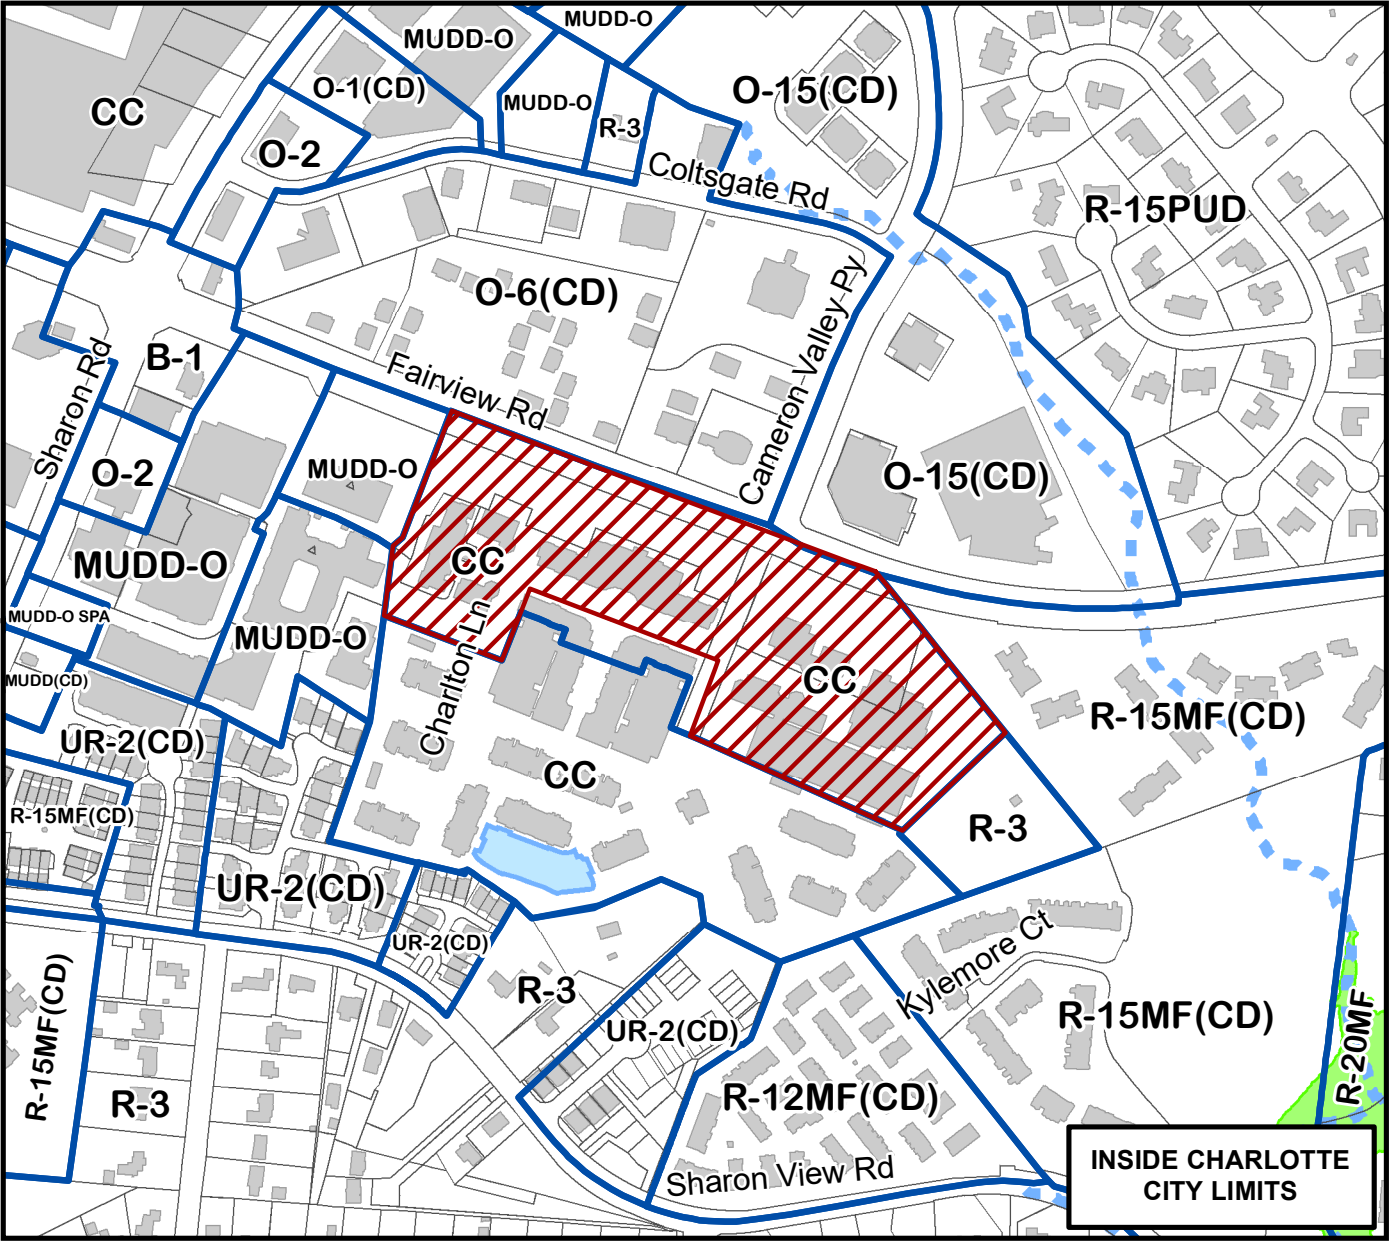 MUDD-O
MUDD-O
CC
O-1(CD)
O-15(CD)
MUDD-O
R-3
O-2
Coltsgate Rd
R-15PUD
O-6(CD)
Cameron Valley Py
Sharon Rd
B-1
Fairview Rd
O-2
MUDD-O
O-15(CD)
MUDD-O
CC
MUDD-O SPA
MUDD-O
Charlton Ln
CC
MUDD(CD)
R-15MF(CD)
UR-2(CD)
CC
R-15MF(CD)
R-3
UR-2(CD)
UR-2(CD)
Kylemore Ct
R-15MF(CD)
R-3
UR-2(CD)
R-15MF(CD)
R-20MF
R-3
R-12MF(CD)
Sharon View Rd
INSIDE CHARLOTTE
CITY LIMITS